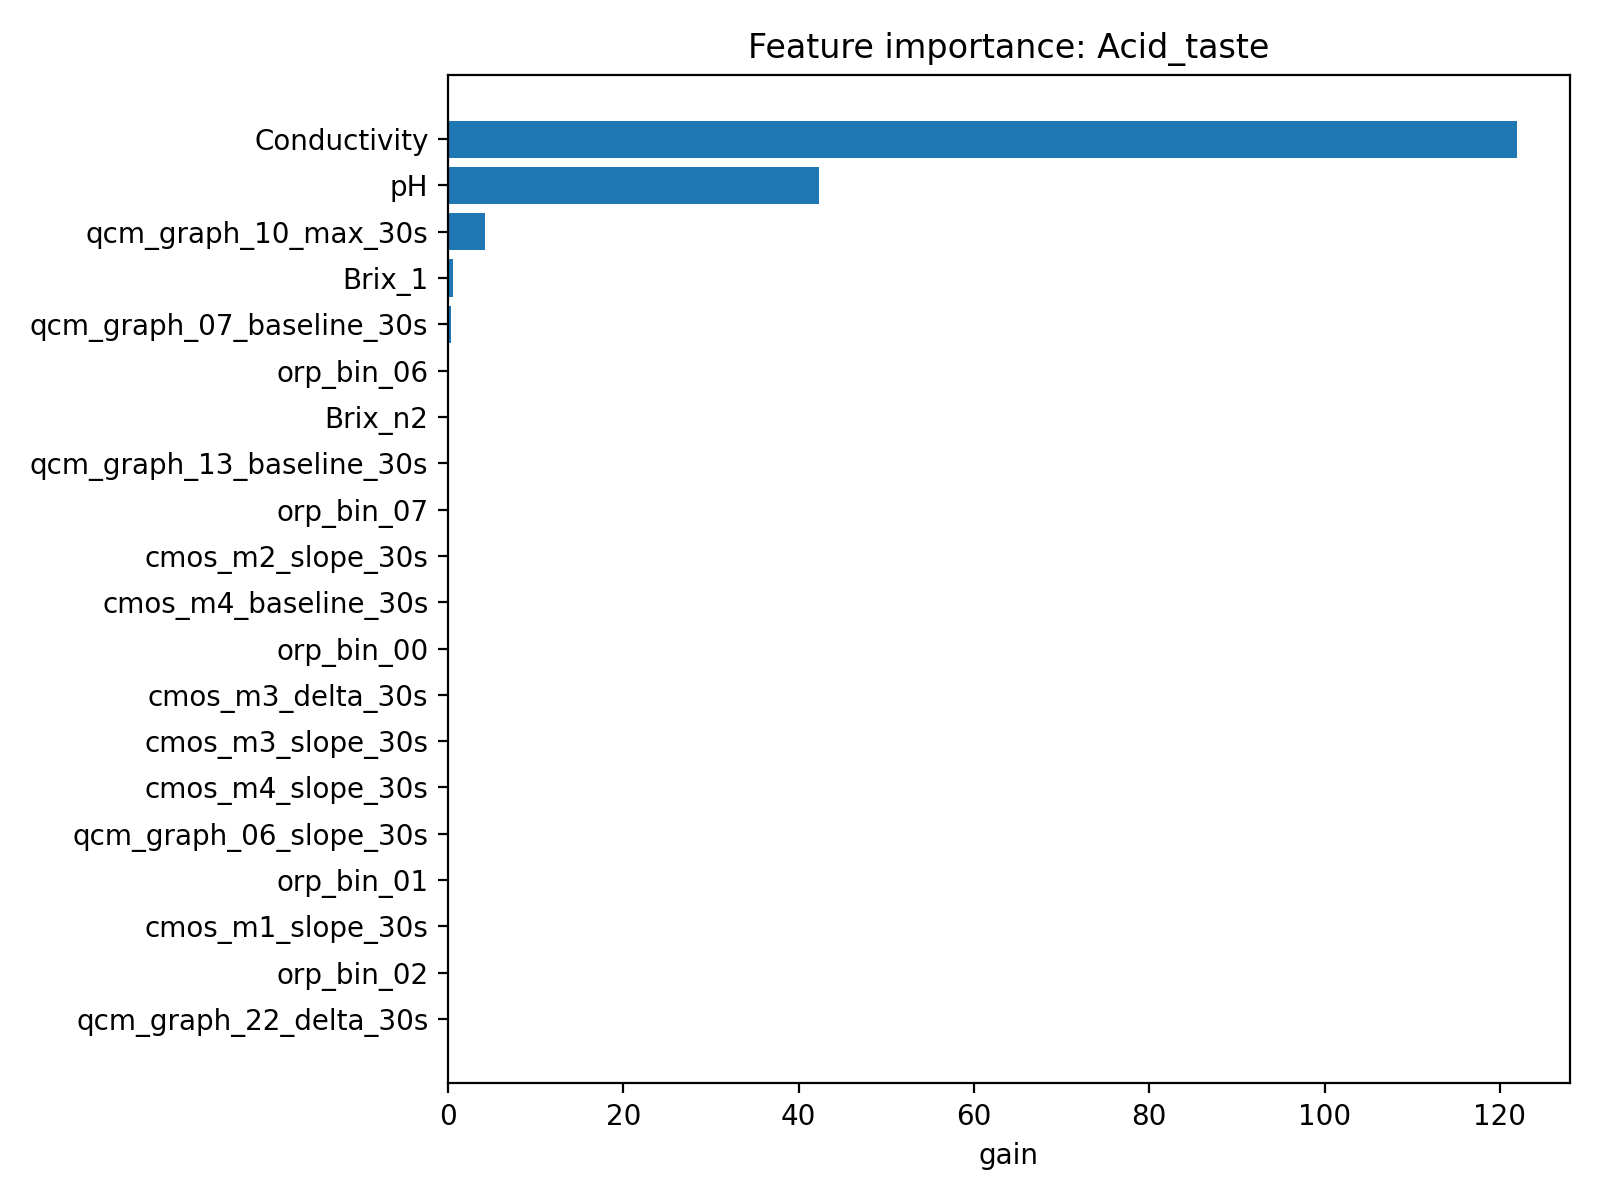 Feature importance: Acid_taste
Conductivity
pH
qcm_graph_10_max_30s
Brix_1
qcm_graph_07_baseline_30s
orp_bin_06
Brix_n2
qcm_graph_13_baseline_30s
orp_bin_07
cmos_m2_slope_30s
cmos_m4_baseline_30s
orp_bin_00
cmos_m3_delta_30s
cmos_m3_slope_30s
cmos_m4_slope_30s
qcm_graph_06_slope_30s
orp_bin_01
cmos_m1_slope_30s
orp_bin_02
qcm_graph_22_delta_30s
0 20 40 60 80 100 120
gain